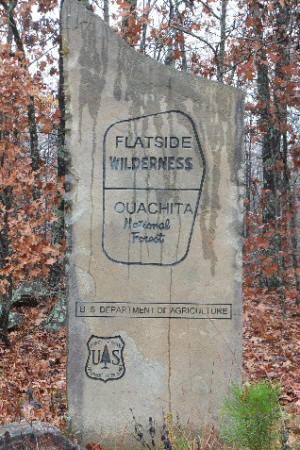 FLATSIDE
WILDERNESS
OUACHITA
National
Forest
U S DEPARTMENT OF AGRICULTURE
U S